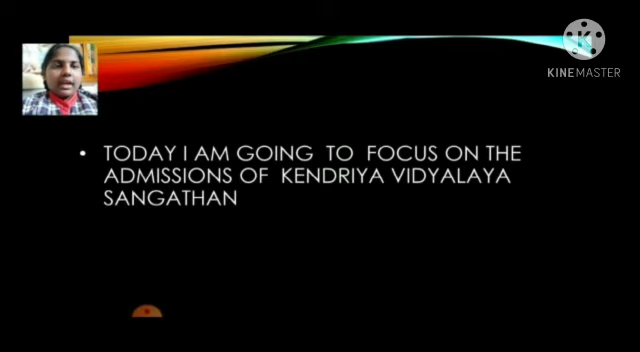 KINEMASTER
• TODAY I AM GOING TO FOCUS ON THE
ADMISSIONS OF KENDRIYA VIDYALAYA
SANGATHAN